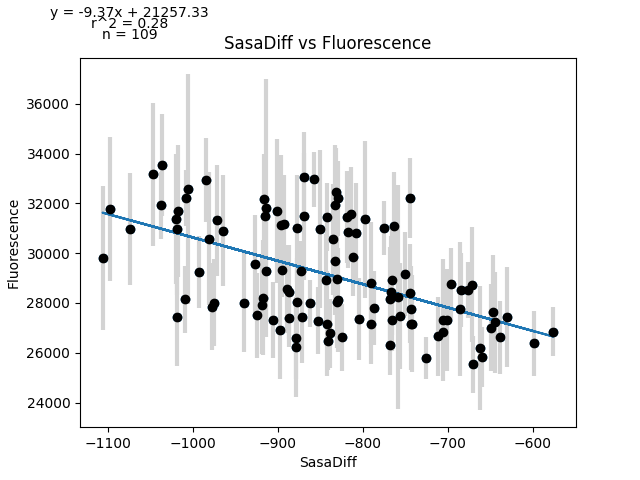 y = -9.37x + 21257.33
r^2 = 0.28
n = 109
SasaDiff vs Fluorescence
36000
34000
32000
30000
28000
26000
24000
Fluorescence
−1100 −1000 −900 −800 −700 −600
SasaDiff